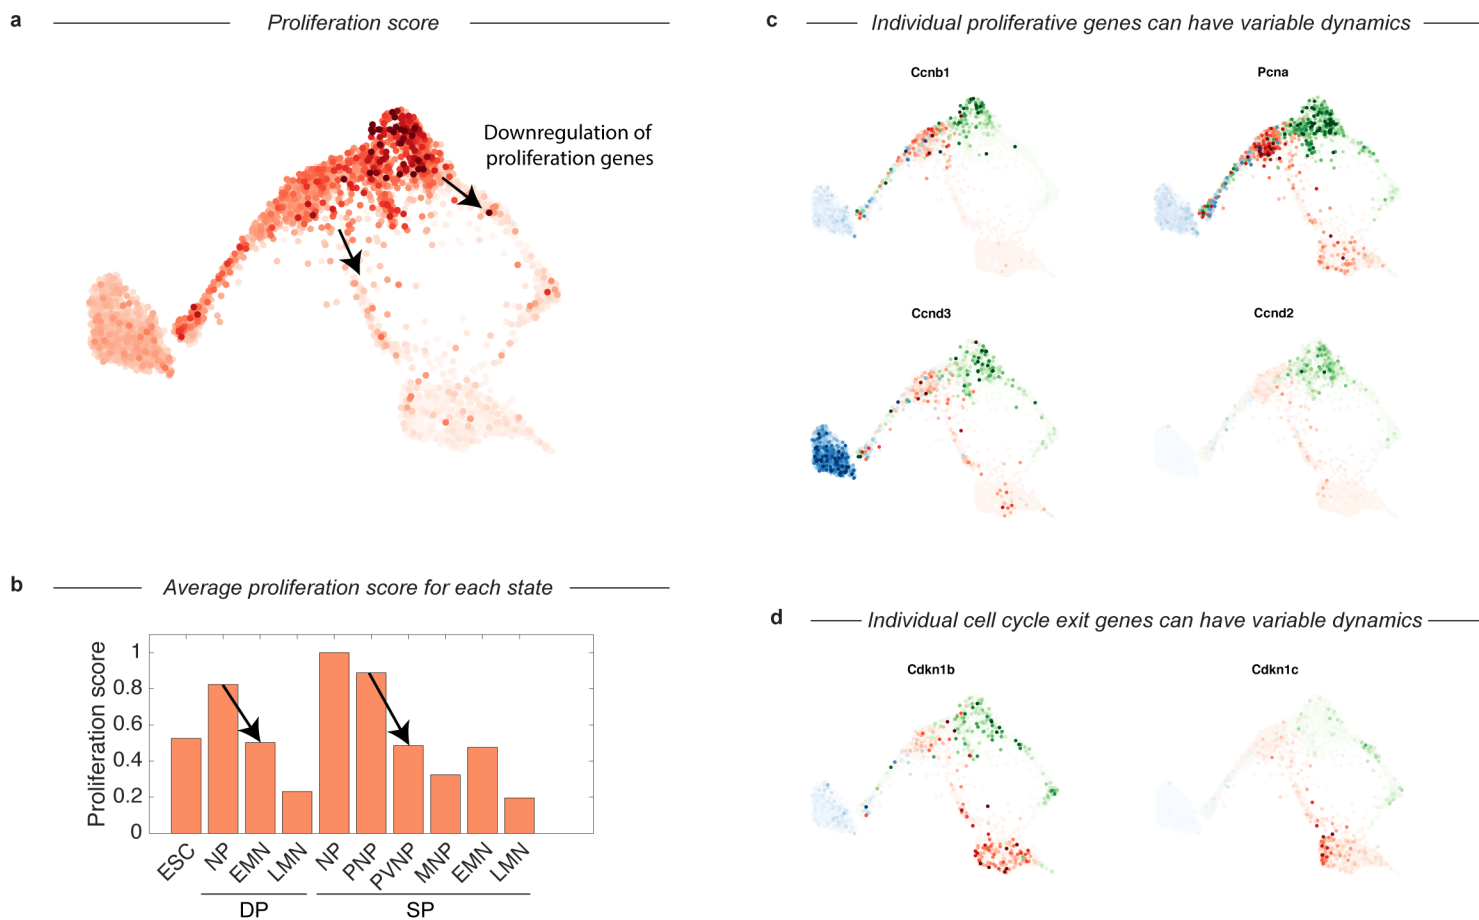 a
Proliferation score
Downregulation of
proliferation genes
b
Average proliferation score for each state
Proliferation score
1
0.8
0.6
0.4
0.2
0
ESC
NP
EMN
LMN
NP
PNP
PVNP
MNP
EMN
LMN
DP
SP
c
Individual proliferative genes can have variable dynamics
Ccnb1
Pcna
Ccnd3
Ccnd2
d
Individual cell cycle exit genes can have variable dynamics
Cdkn1b
Cdkn1c